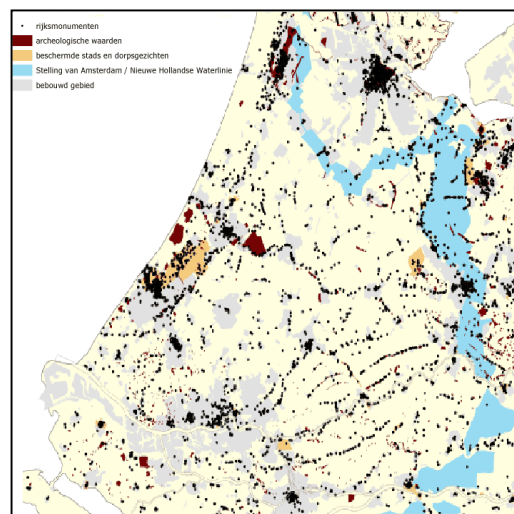 rijksmonumenten
archeologische waarden
beschermde stads en dorpsgezichten
Stelling van Amsterdam / Nieuwe Hollandse Waterlinie
bebouwd gebied